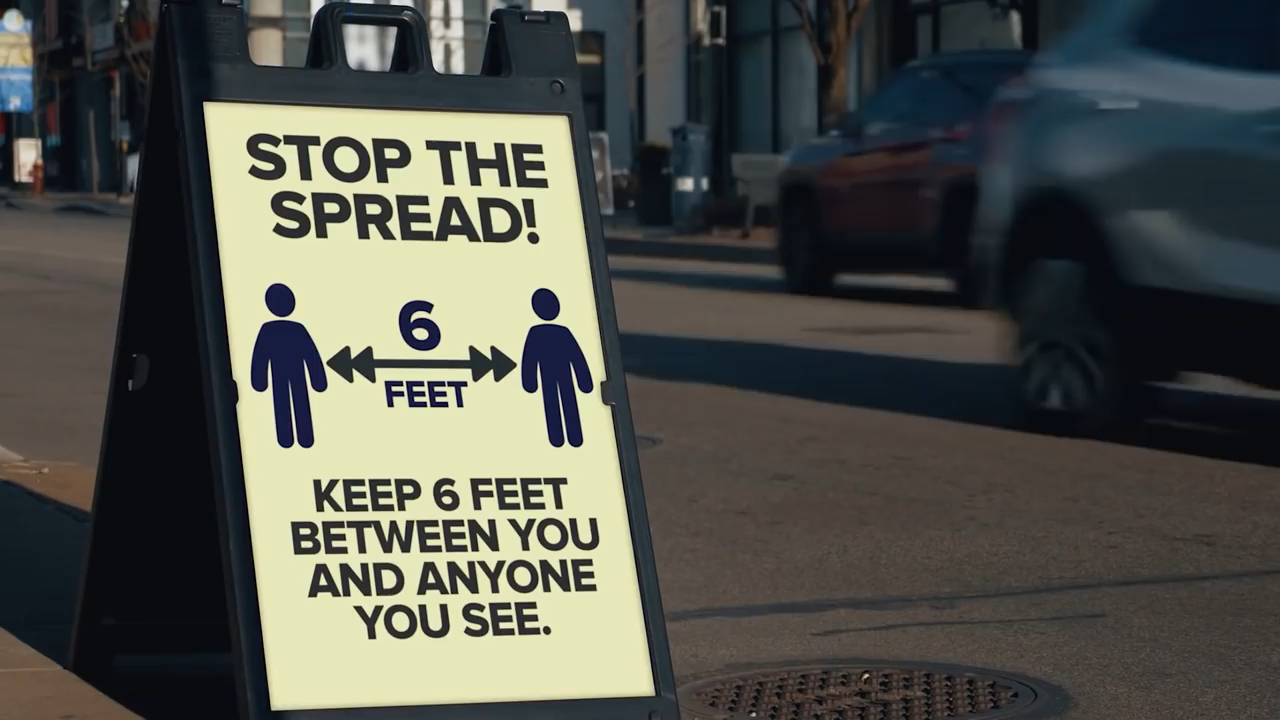 STOP THE
SPREAD!
6
FEET
KEEP 6 FEET
BETWEEN YOU
AND ANYONE
YOU SEE.